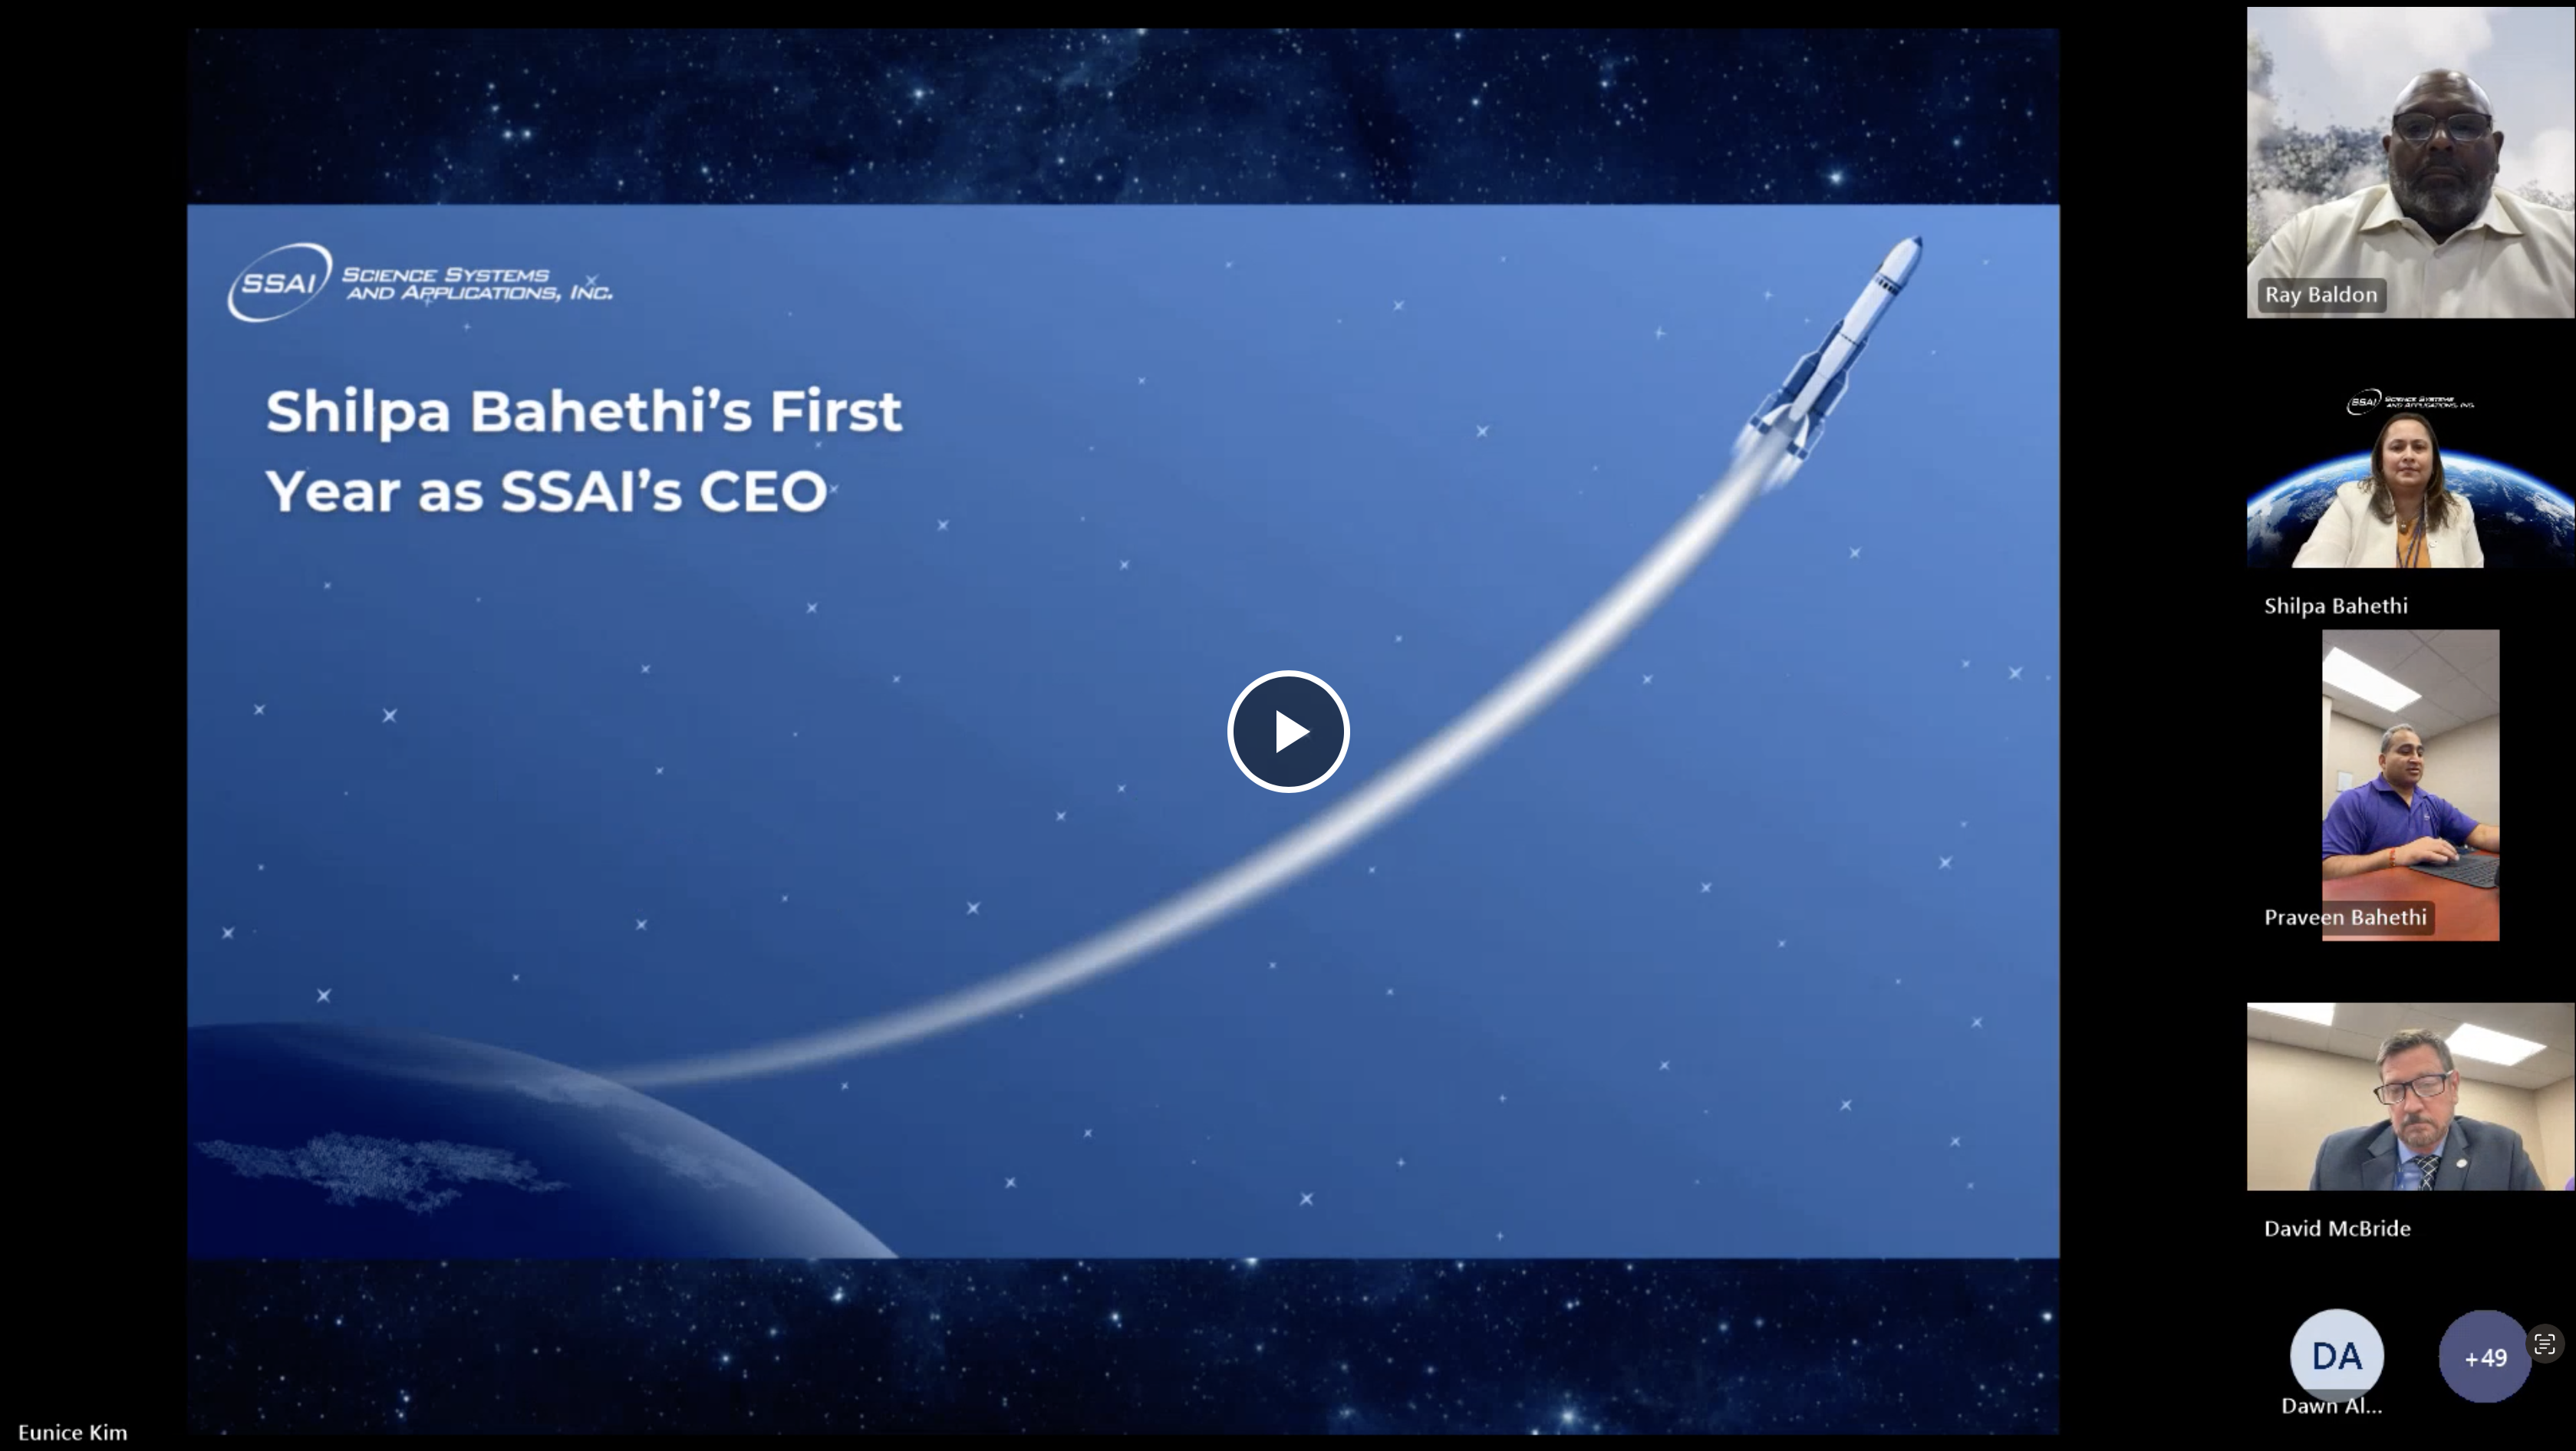 SSAI
SCIENCE SYSTEMS
AND APPLICATIONS, INC.
Shilpa Bahethi’s First
Year as SSAI’s CEO
Eunice Kim
Ray Baldon
SSAI
SCIENCE SYSTEMS
AND APPLICATIONS, INC.
Shilpa Bahethi
Praveen Bahethi
David McBride
DA
Dawn Al...
+49